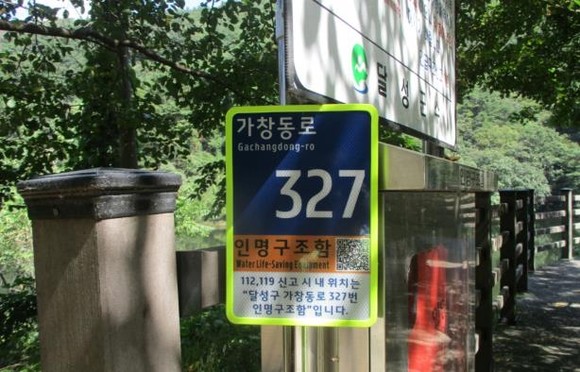 달성군
가창동로
Gachangdong-ro
327
인명구조함
Water Life-Saving Equipment
112,119 신고 시 내 위치는
"달성구 가창동로 327번
인명구조함"입니다.